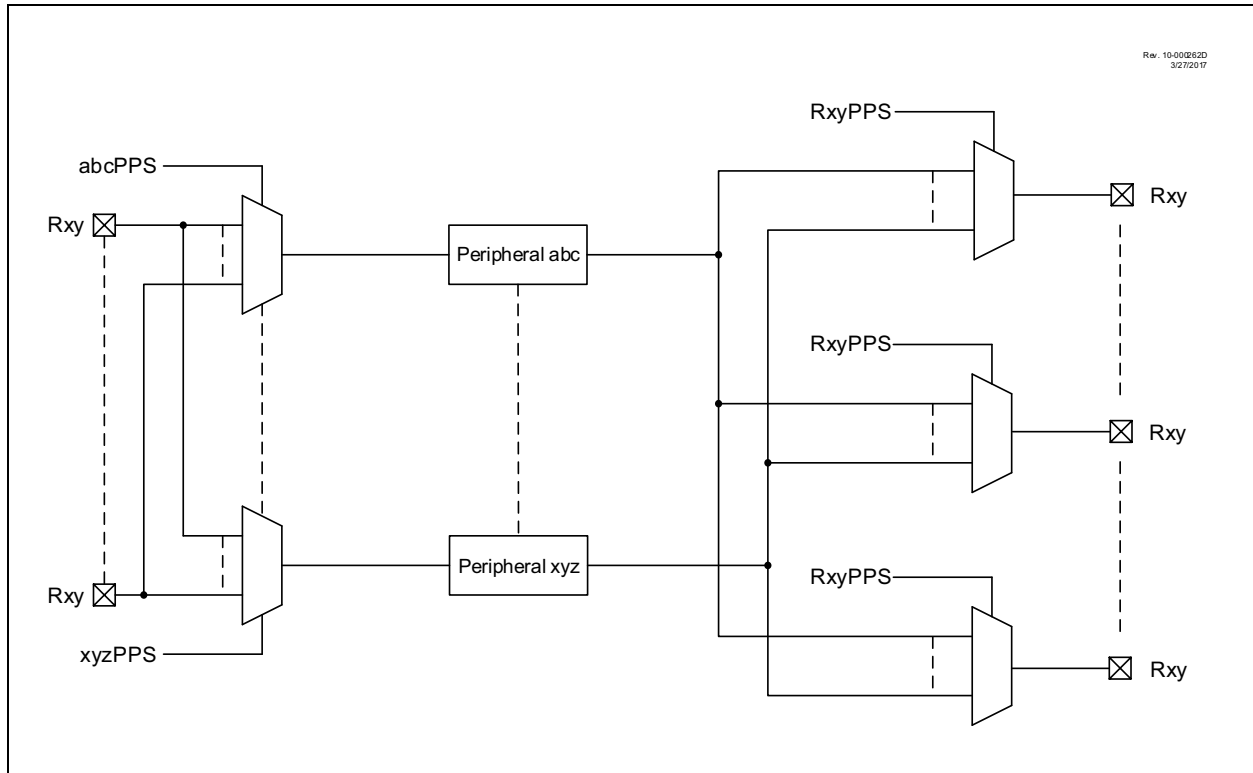 Rev. 10-000262D
3/27/2017
RxyPPS
abcPPS
Rxy
Rxy
Peripheral abc
RxyPPS
Rxy
Peripheral xyz
RxyPPS
Rxy
xyzPPS
Rxy